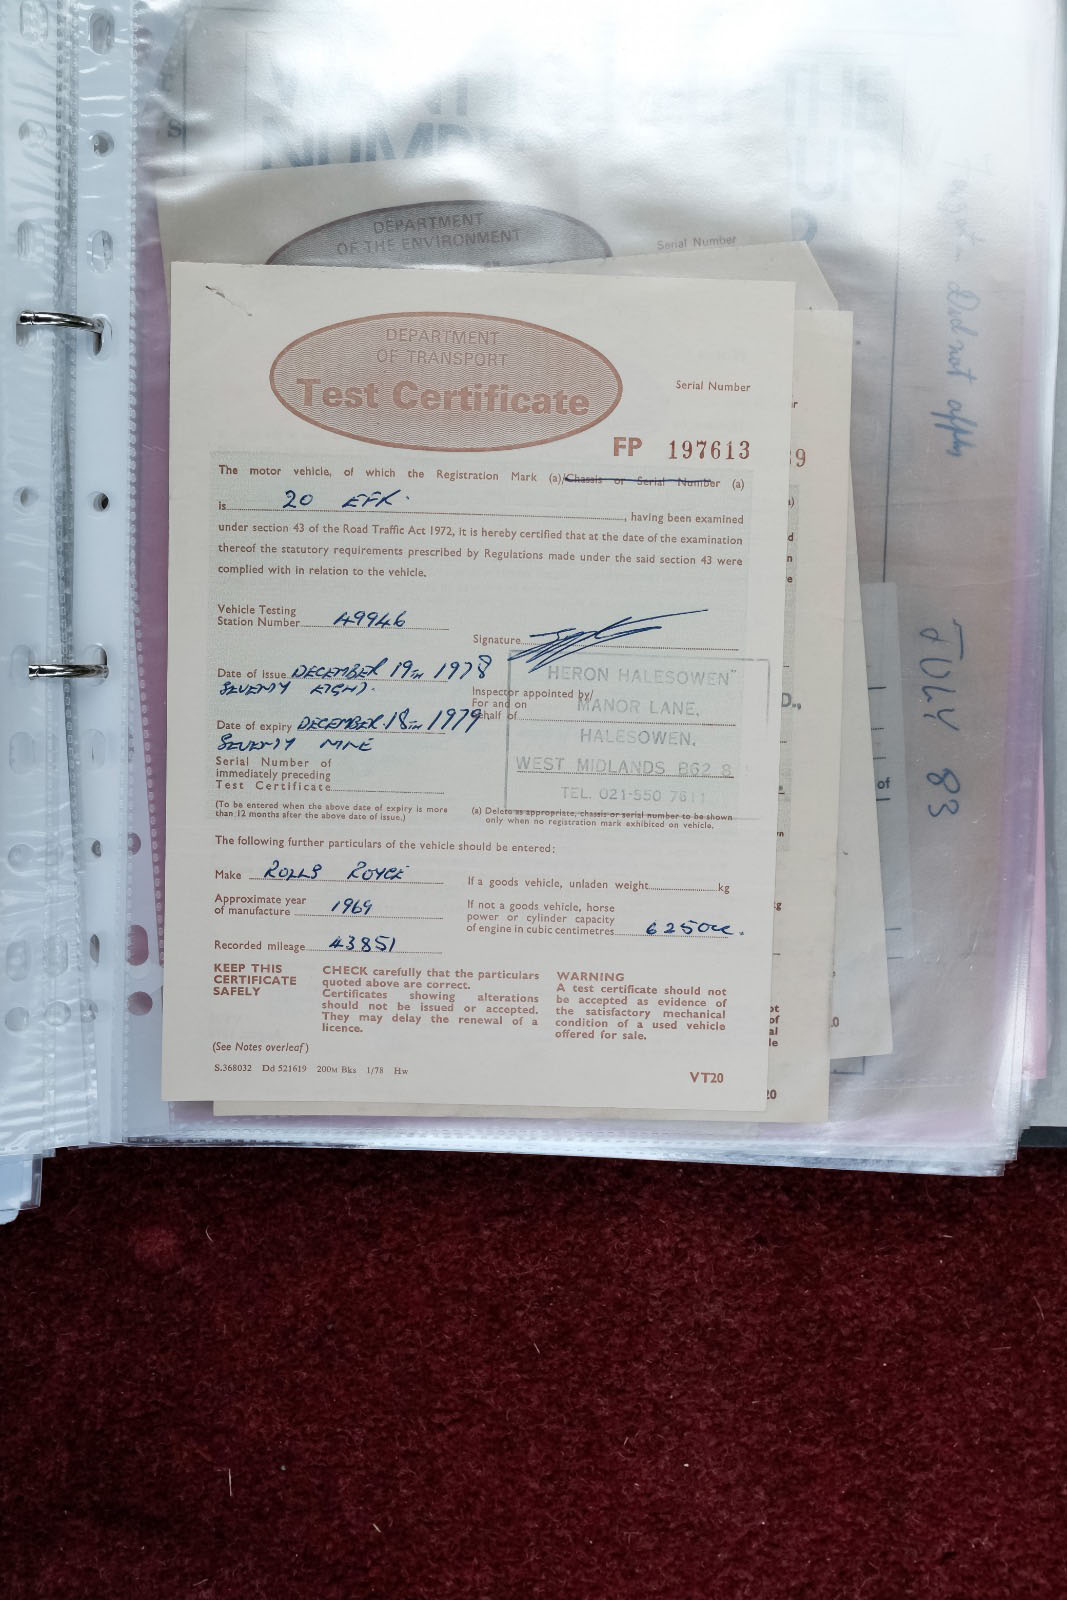 DEPARTMENT
OF THE ENVIRONMENT
Serial Number
DEPARTMENT
OF TRANSPORT
Test Certificate
Serial Number
FP 197613
The motor vehicle, of which the Registration Mark (a)/Chassis or Serial Number (a)
is 20 EFK. , having been examined
under section 43 of the Road Traffic Act 1972, it is hereby certified that at the date of the examination
thereof the statutory requirements prescribed by Regulations made under the said section 43 were
complied with in relation to the vehicle.
Vehicle Testing
Station Number A9946
Signature
Date of issue DECEMBER 19TH 1978
SEVENTY EIGHT.
Inspector appointed by/
For and on
behalf of
HERON HALESOWEN
MANOR LANE,
HALESOWEN,
WEST MIDLANDS B62 8
TEL. 021-550 7611
Date of expiry DECEMBER 18TH 1979
SEVENTY NINE
Serial Number of
immediately preceding
Test Certificate
(To be entered when the above date of expiry is more
than 12 months after the above date of issue.)
(a) Delete as appropriate, chassis or serial number to be shown
only when no registration mark exhibited on vehicle.
The following further particulars of the vehicle should be entered:
Make ROLLS ROYCE
If a goods vehicle, unladen weight kg
Approximate year
of manufacture 1969
If not a goods vehicle, horse
power or cylinder capacity
of engine in cubic centimetres 6250cc.
Recorded mileage 43851
KEEP THIS
CERTIFICATE
SAFELY
CHECK carefully that the particulars
quoted above are correct.
Certificates showing alterations
should not be issued or accepted.
They may delay the renewal of a
licence.
WARNING
A test certificate should not
be accepted as evidence of
the satisfactory mechanical
condition of a used vehicle
offered for sale.
(See Notes overleaf)
S.368032 Dd 521619 200M Bks 1/78 Hw
VT20
Did not apply
JULY 83